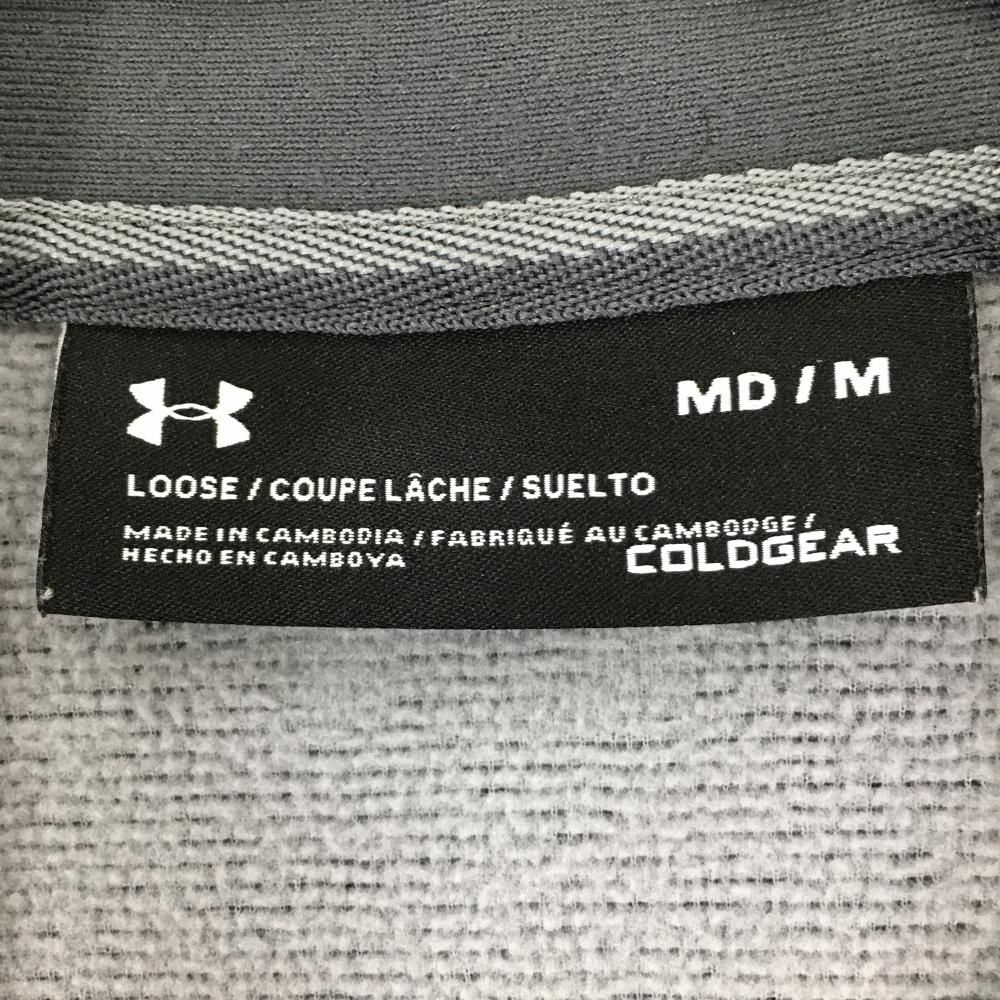 MD / M
LOOSE / COUPE LÂCHE / SUELTO
MADE IN CAMBODIA / FABRIQUÉ AU CAMBODGE /
HECHO EN CAMBOYA
COLDGEAR